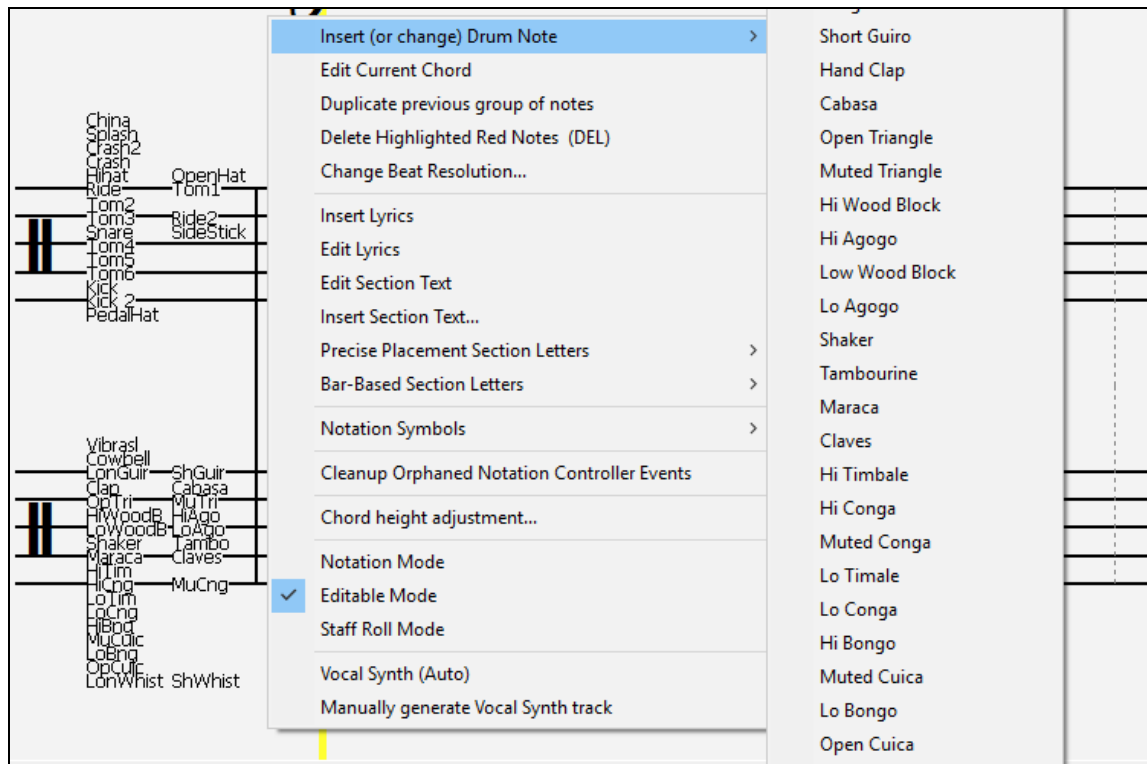 China
Splash
Crash2
Crash
Hihat OpenHat
Ride Tom1
Tom2
Tom3 Ride2
Snare SideStick
Tom4
Tom5
Tom6
Kick
Kick 2
PedalHat
Vibrasl
Cowbell
LonGuir ShGuir
Clap Cabasa
OpTri MuTri
HiWoodB HiAgo
LoWoodB LoAgo
Shaker Tambo
Maraca Claves
HiTim
HiCng MuCng
LoTim
LoCng
HiBng
MuCuic
LoBng
OpCuic
LonWhist ShWhist
Insert (or change) Drum Note
Edit Current Chord
Duplicate previous group of notes
Delete Highlighted Red Notes (DEL)
Change Beat Resolution...
Insert Lyrics
Edit Lyrics
Edit Section Text
Insert Section Text...
Precise Placement Section Letters
Bar-Based Section Letters
Notation Symbols
Cleanup Orphaned Notation Controller Events
Chord height adjustment...
Notation Mode
Editable Mode
Staff Roll Mode
Vocal Synth (Auto)
Manually generate Vocal Synth track
Short Guiro
Hand Clap
Cabasa
Open Triangle
Muted Triangle
Hi Wood Block
Hi Agogo
Low Wood Block
Lo Agogo
Shaker
Tambourine
Maraca
Claves
Hi Timbale
Hi Conga
Muted Conga
Lo Timale
Lo Conga
Hi Bongo
Muted Cuica
Lo Bongo
Open Cuica